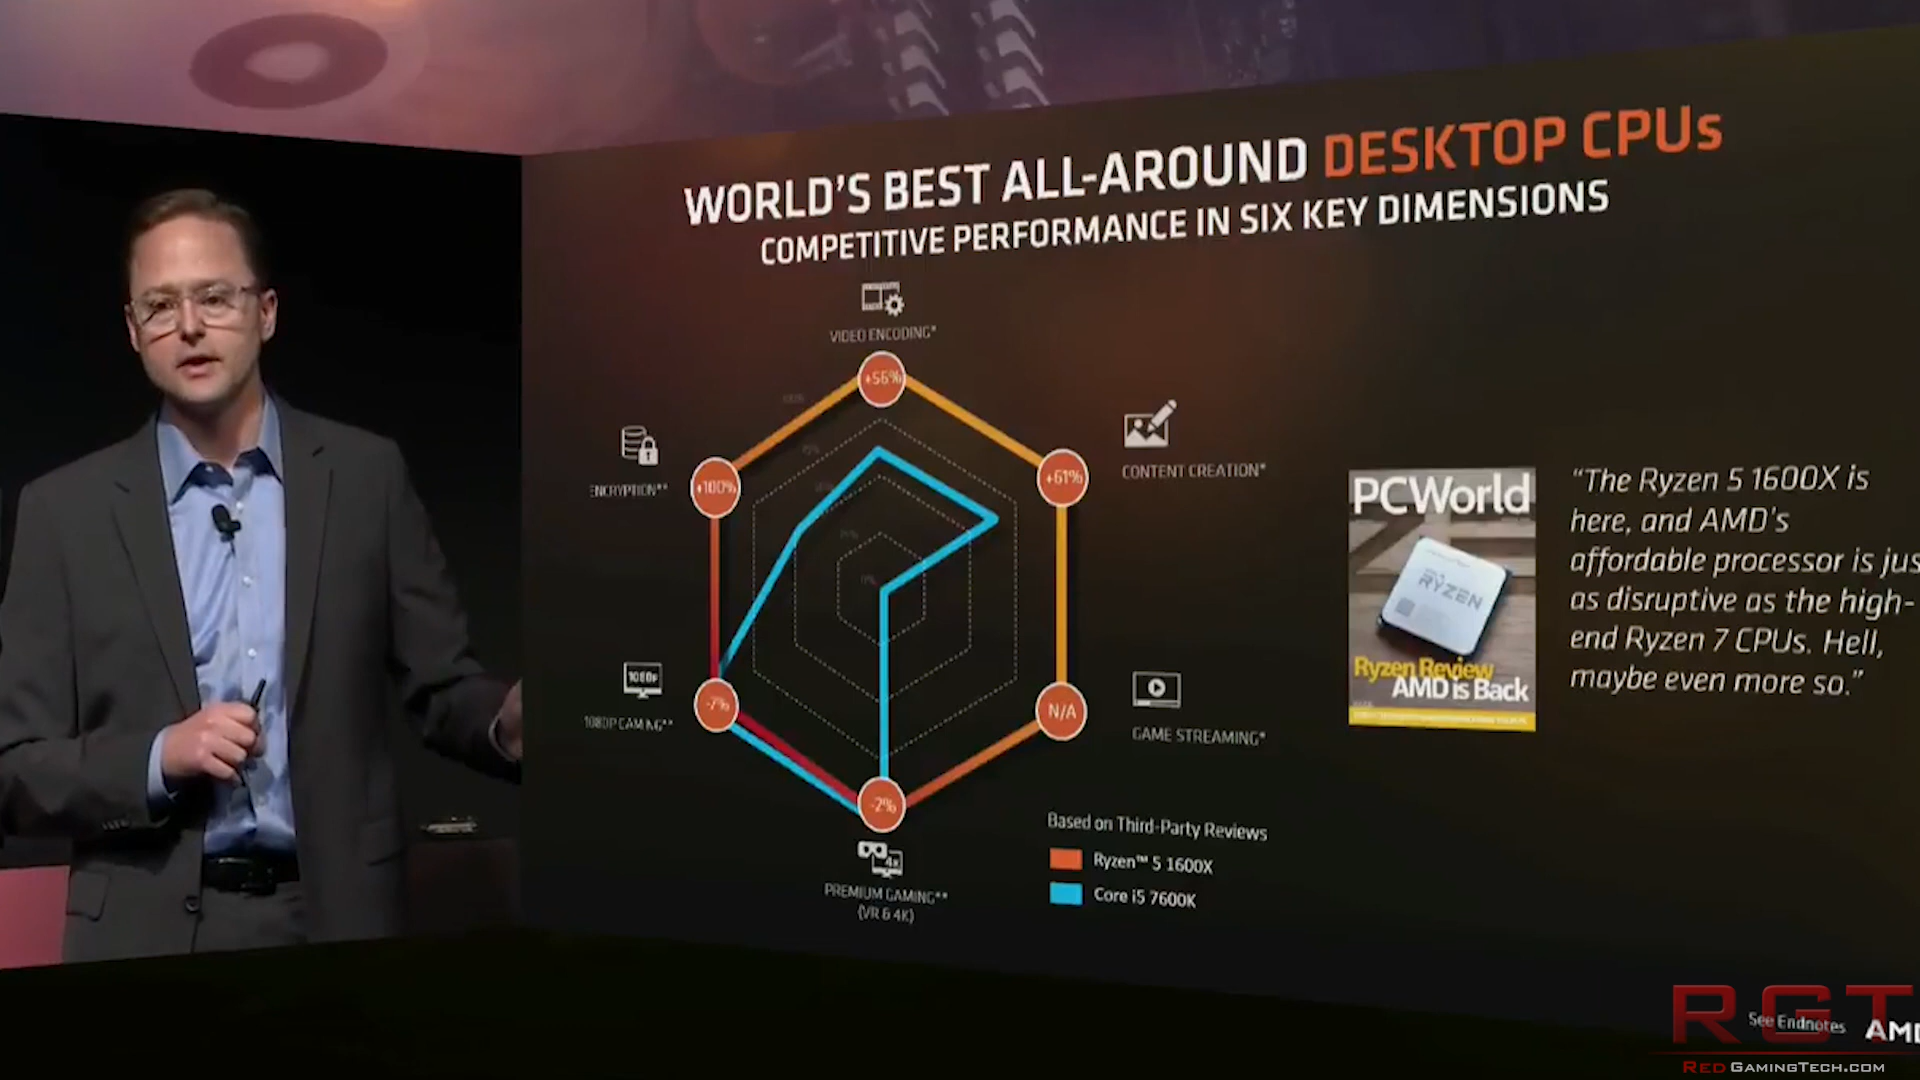 WORLD'S BEST ALL-AROUND DESKTOP CPUs
COMPETITIVE PERFORMANCE IN SIX KEY DIMENSIONS
VIDEO ENCODING*
+56%
CONTENT CREATION*
+61%
ENCRYPTION**
+100%
1080P
1080P GAMING**
-7%
N/A
GAME STREAMING*
-2%
4x
PREMIUM GAMING**
(VR & 4K)
Based on Third-Party Reviews
Ryzen™ 5 1600X
Core i5 7600K
PCWorld
RYZEN
Ryzen Review
AMD is Back
“The Ryzen 5 1600X is
here, and AMD's
affordable processor is jus
as disruptive as the high-
end Ryzen 7 CPUs. Hell,
maybe even more so.”
See Endnotes
AMD
RGT
REDGAMINGTECH.COM